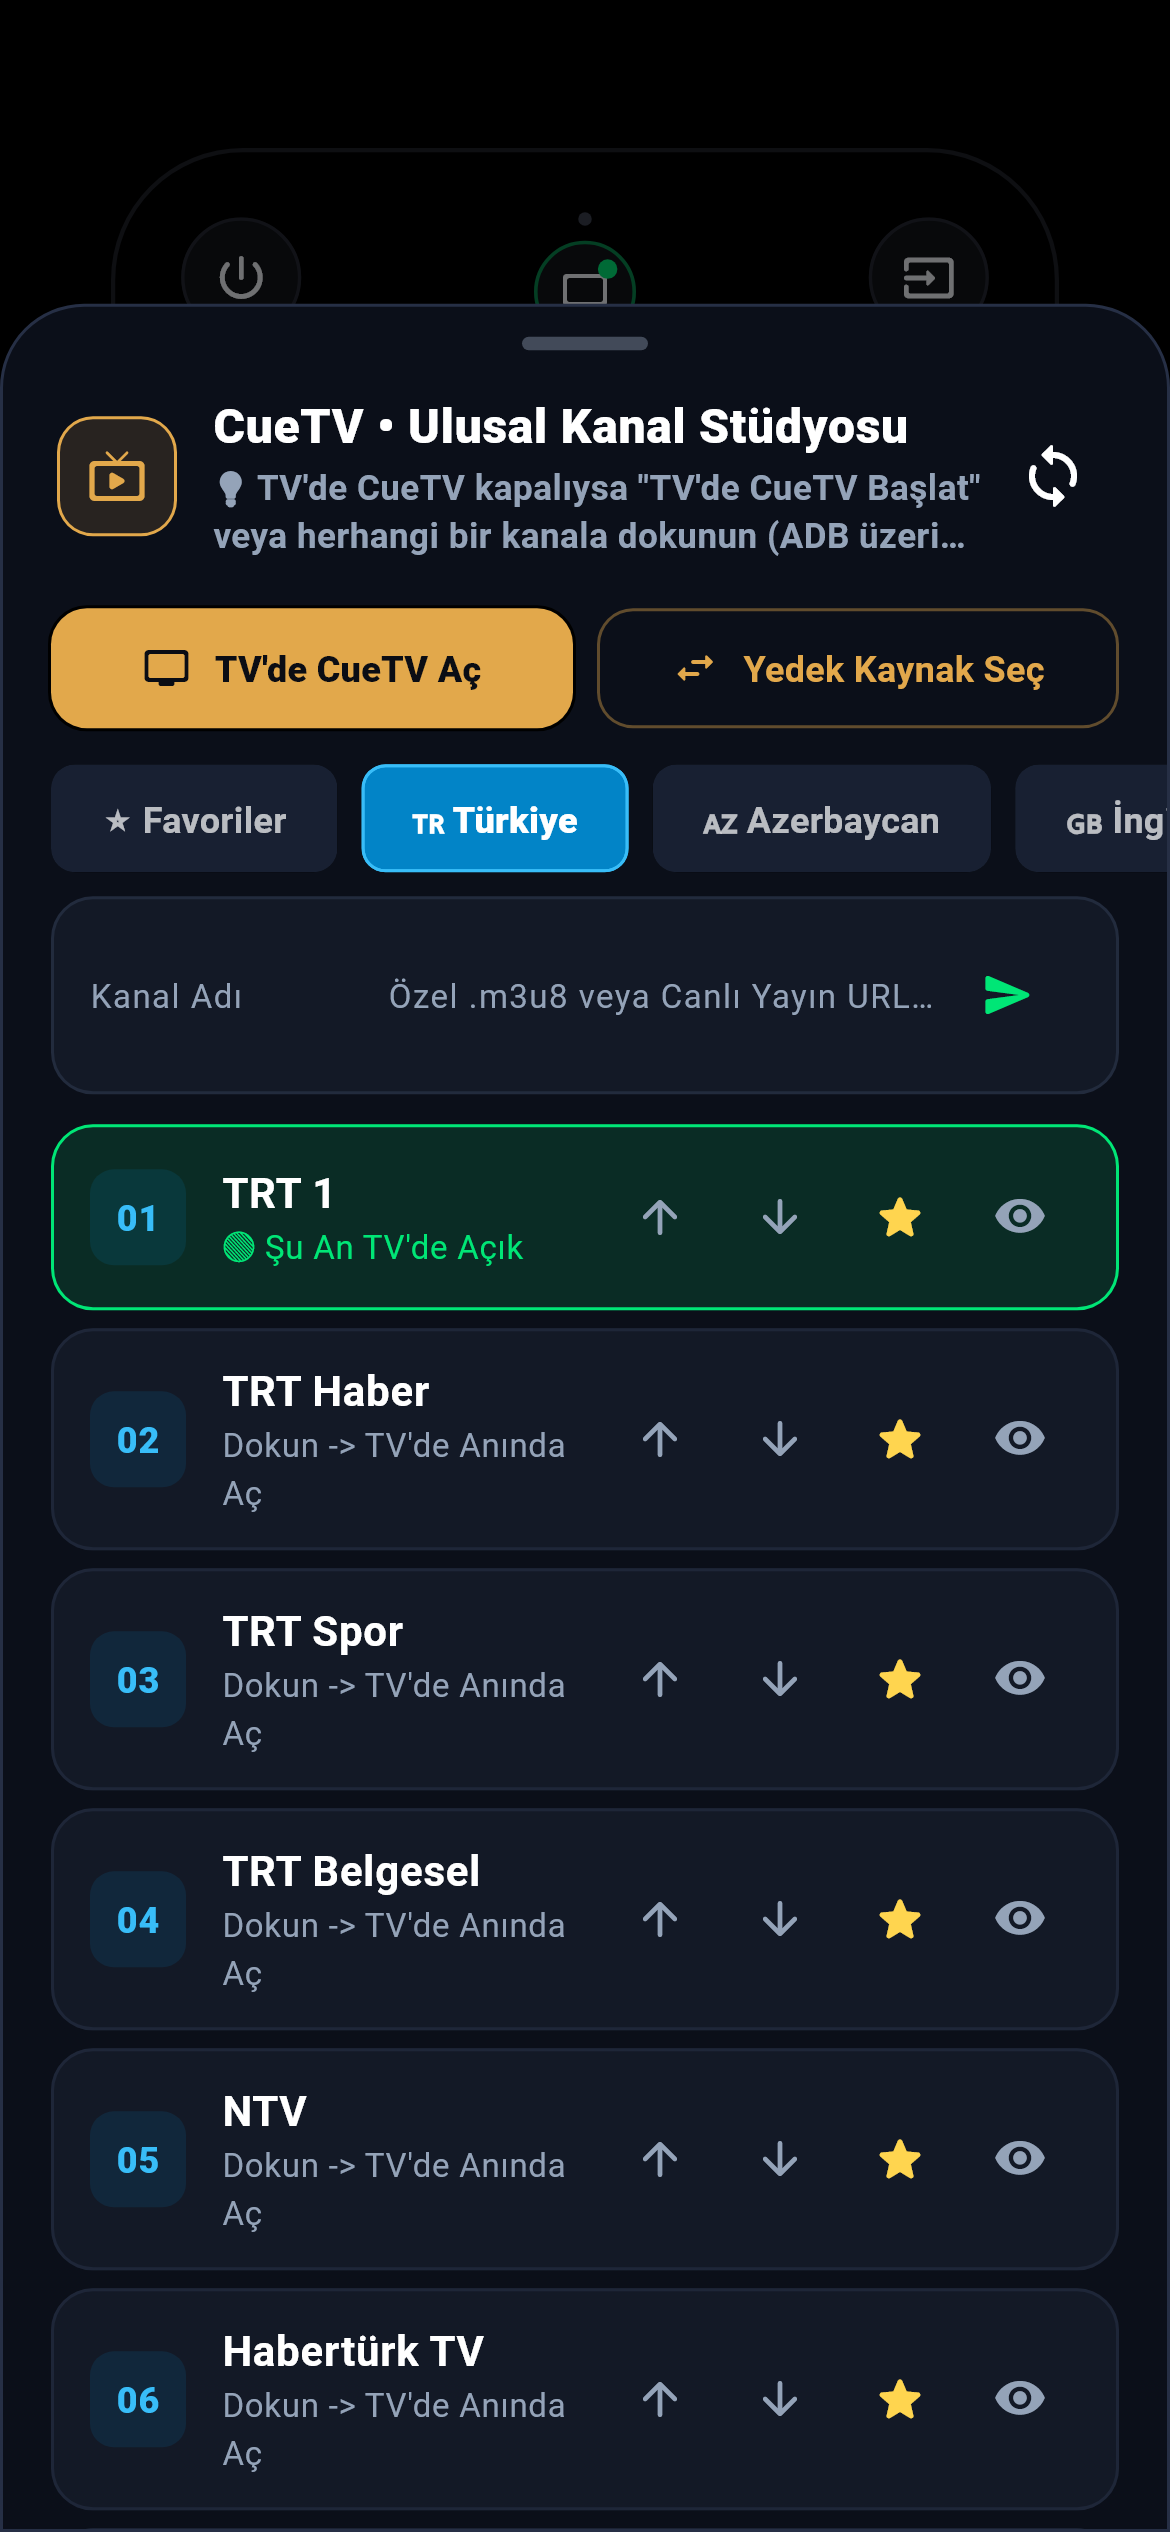 CueTV • Ulusal Kanal Stüdyosu
TV'de CueTV kapalıysa "TV'de CueTV Başlat"
veya herhangi bir kanala dokunun (ADB üzeri…
TV'de CueTV Aç
Yedek Kaynak Seç
★ Favoriler
TR Türkiye
AZ Azerbaycan
GB İngi
Kanal Adı
Özel .m3u8 veya Canlı Yayın URL…
01
TRT 1
Şu An TV'de Açık
02
TRT Haber
Dokun -> TV'de Anında
Aç
03
TRT Spor
Dokun -> TV'de Anında
Aç
04
TRT Belgesel
Dokun -> TV'de Anında
Aç
05
NTV
Dokun -> TV'de Anında
Aç
06
Habertürk TV
Dokun -> TV'de Anında
Aç